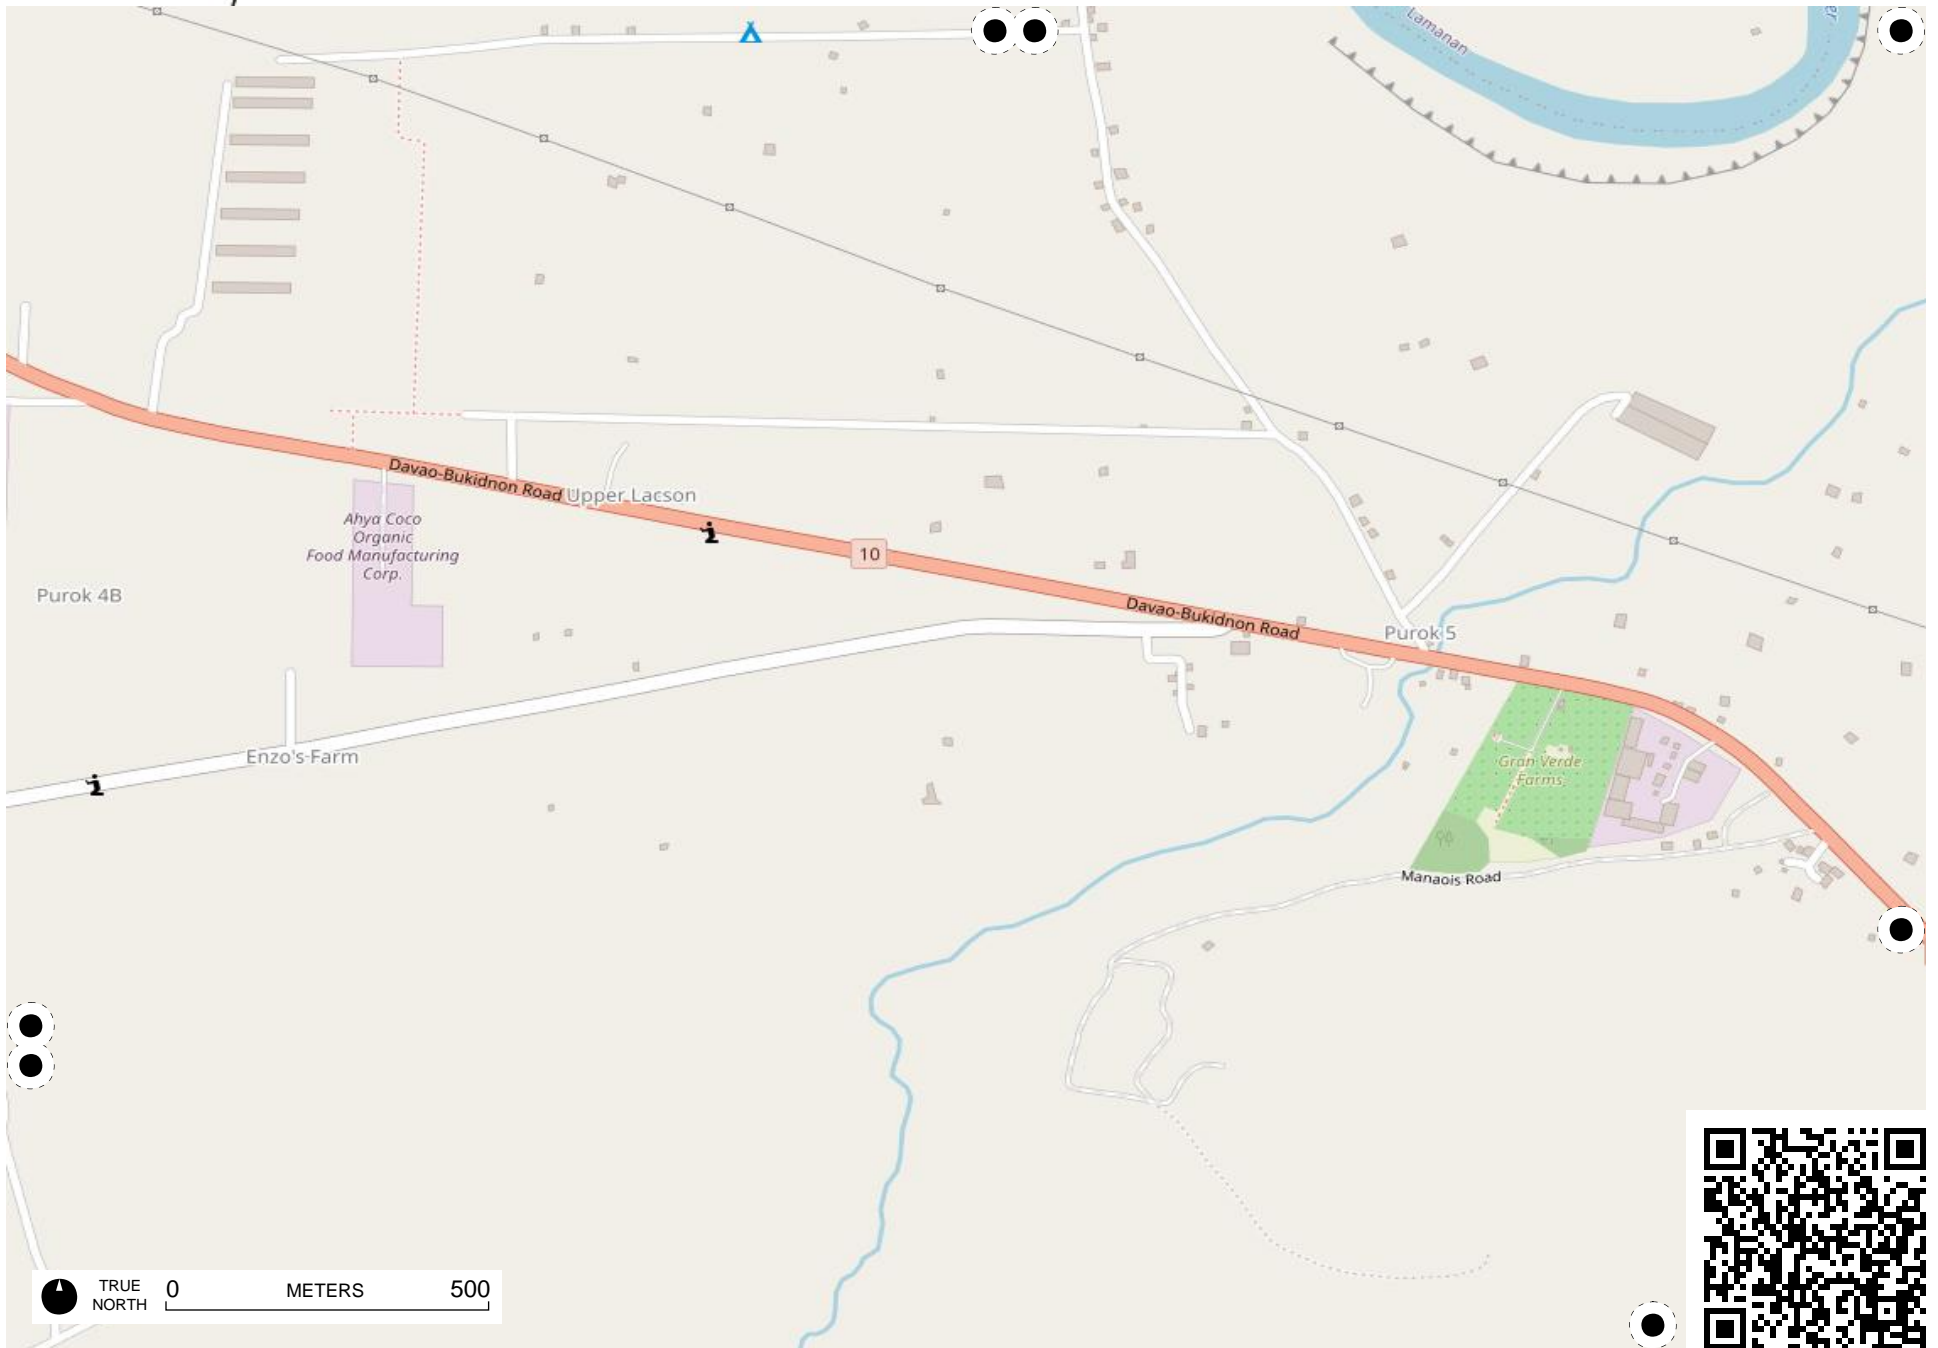 Lamanan
Davao-Bukidnon Road
Upper Lacson
Ahya Coco
Organic
Food Manufacturing
Corp.
10
Purok 4B
Davao-Bukidnon Road
Purok 5
Enzo's-Farm
Gran Verde
Farms
Manaois Road
TRUE
NORTH
0
METERS
500